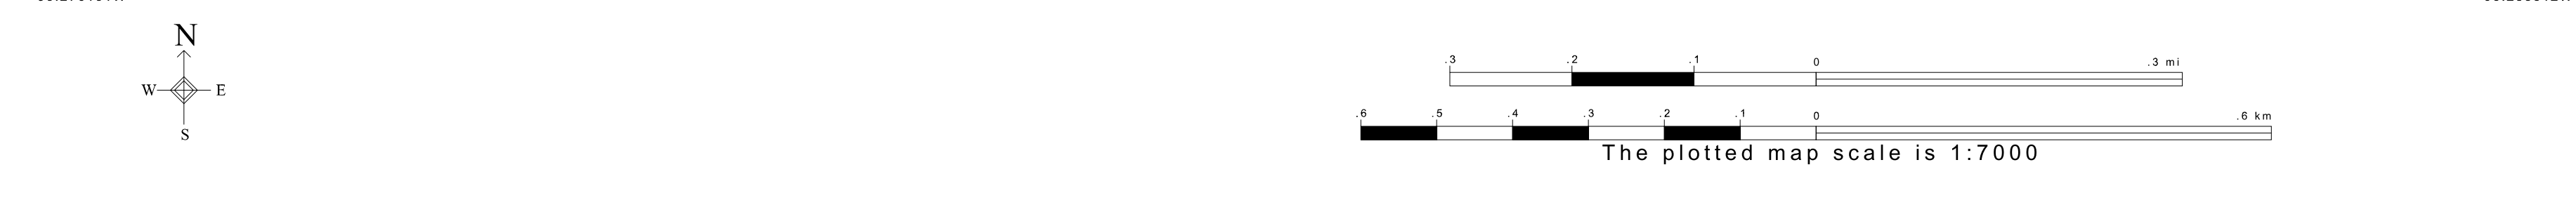 N
W E
S
.3 .2 .1 0 .3 mi
.6 .5 .4 .3 .2 .1 0 .6 km
The plotted map scale is 1:7000